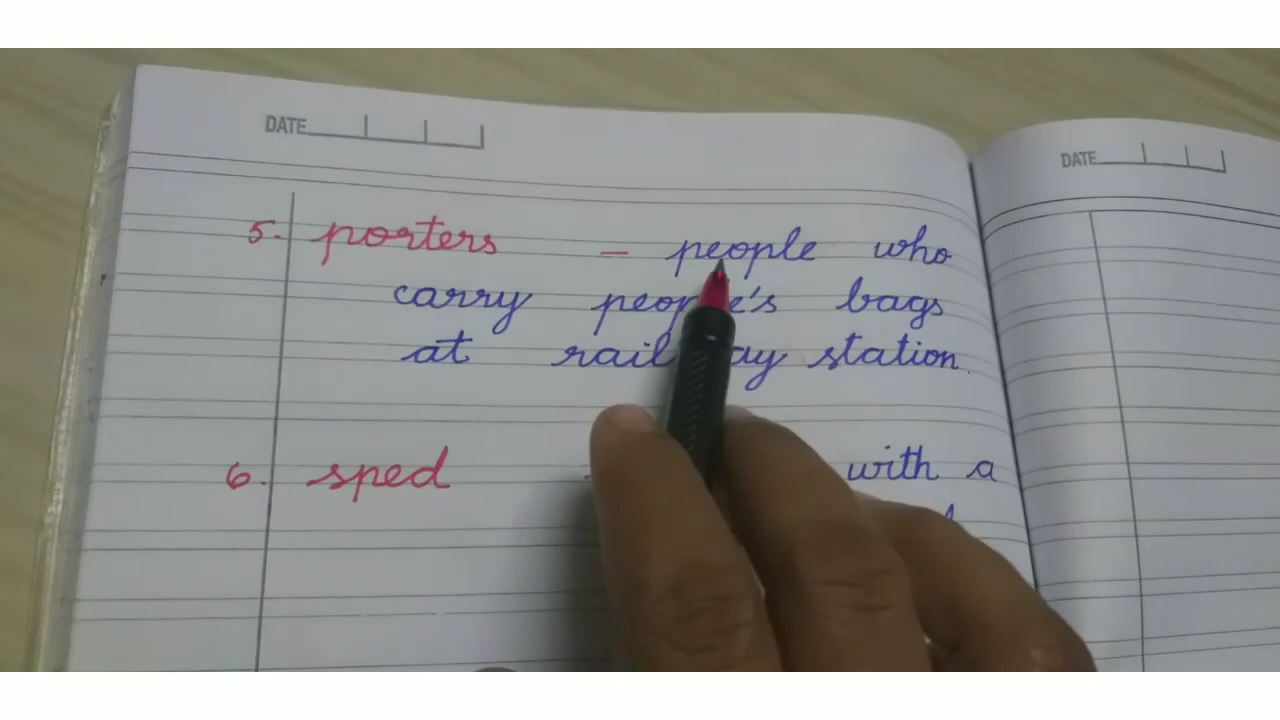 DATE
DATE
5. porters – people who
carry people's bags
at railway station.
6. sped – with a